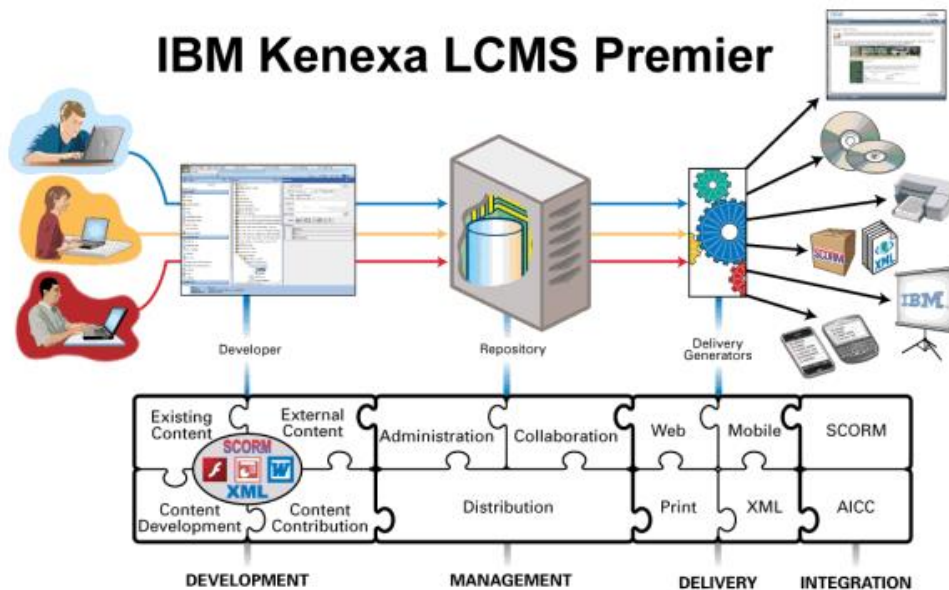 IBM Kenexa LCMS Premier
SCORM
XML
IBM
Developer
Repository
Delivery
Generators
Existing
Content
External
Content
SCORM
XML
Content
Development
Content
Contribution
Administration
Collaboration
Distribution
Web
Mobile
Print
XML
SCORM
AICC
DEVELOPMENT
MANAGEMENT
DELIVERY
INTEGRATION